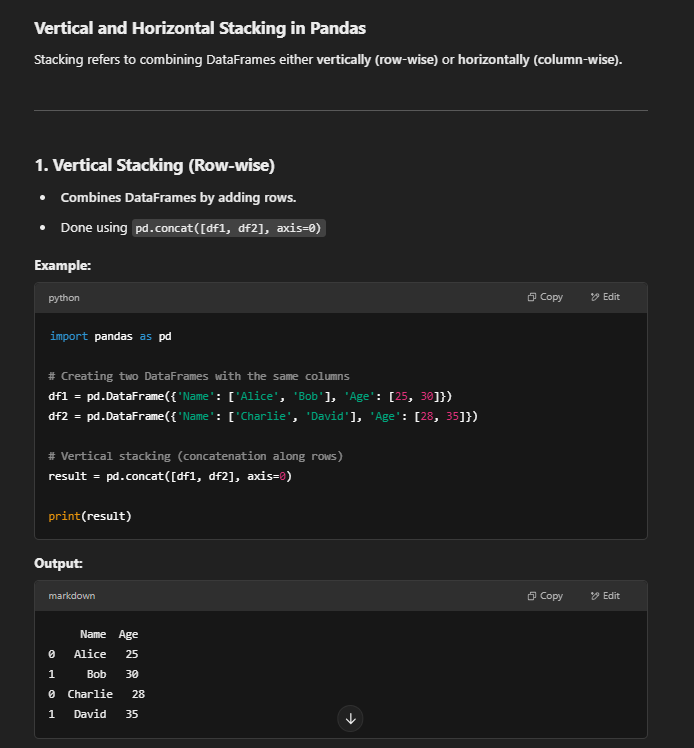 Vertical and Horizontal Stacking in Pandas
Stacking refers to combining DataFrames either vertically (row-wise) or horizontally (column-wise).
1. Vertical Stacking (Row-wise)
• Combines DataFrames by adding rows.
• Done using pd.concat([df1, df2], axis=0)
Example:
python Copy Edit
import pandas as pd
# Creating two DataFrames with the same columns
df1 = pd.DataFrame({'Name': ['Alice', 'Bob'], 'Age': [25, 30]})
df2 = pd.DataFrame({'Name': ['Charlie', 'David'], 'Age': [28, 35]})
# Vertical stacking (concatenation along rows)
result = pd.concat([df1, df2], axis=0)
print(result)
Output:
markdown Copy Edit
Name Age
0 Alice 25
1 Bob 30
0 Charlie 28
1 David 35